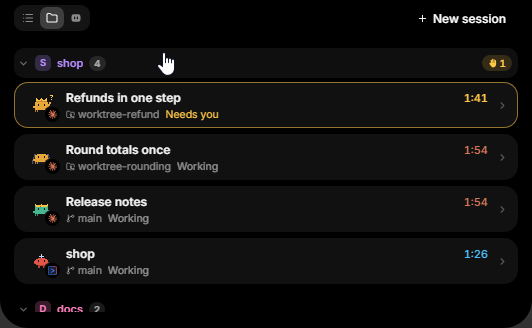 + New session
S shop 4 1
Refunds in one step 1:41
worktree-refund Needs you
Round totals once 1:54
worktree-rounding Working
Release notes 1:54
main Working
shop 1:26
main Working
D docs 2